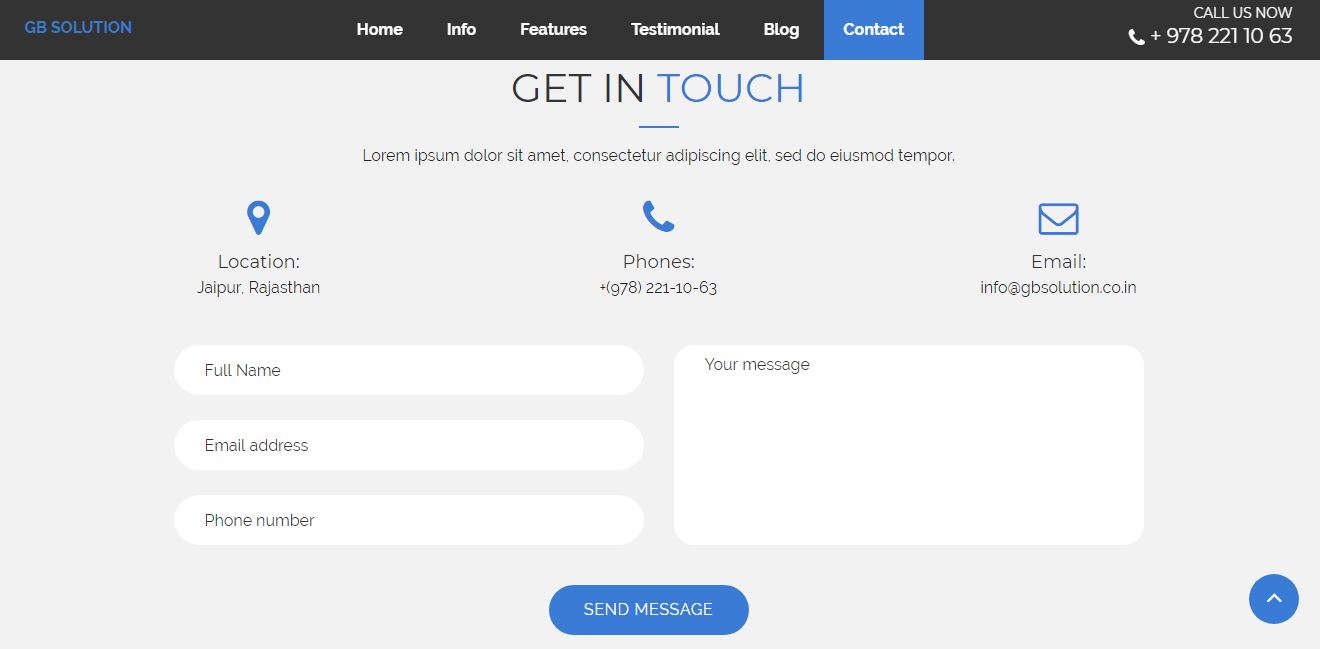 GB SOLUTION
Home Info Features Testimonial Blog Contact
CALL US NOW
+ 978 221 10 63
GET IN TOUCH
Lorem ipsum dolor sit amet, consectetur adipiscing elit, sed do eiusmod tempor.
Location:
Jaipur, Rajasthan
Phones:
+(978) 221-10-63
Email:
info@gbsolution.co.in
Full Name
Email address
Phone number
Your message
SEND MESSAGE